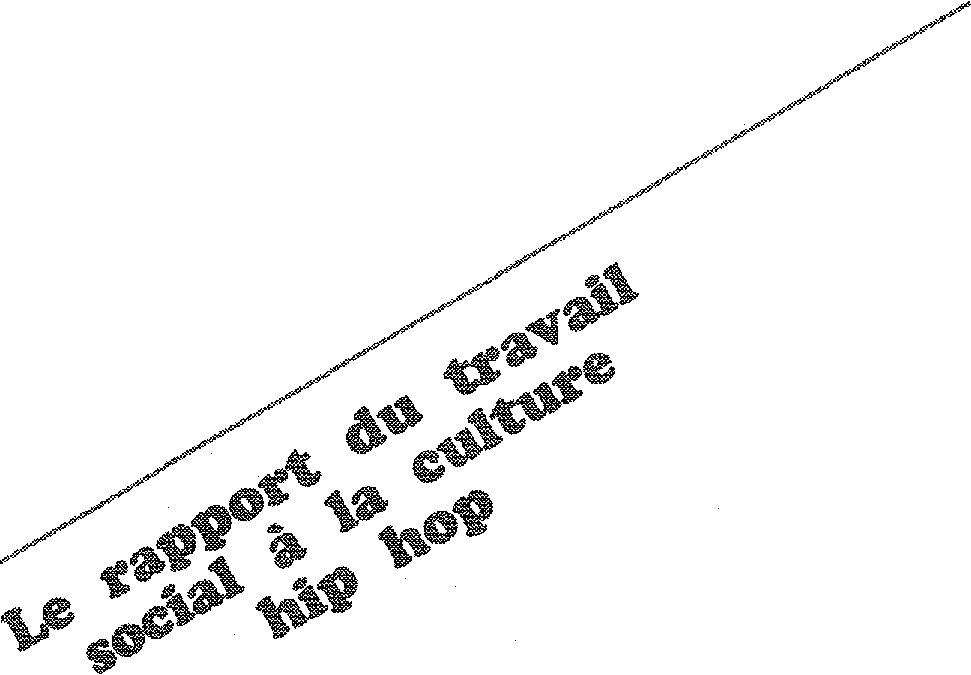 Le rapport du travail
social à la culture
hip hop